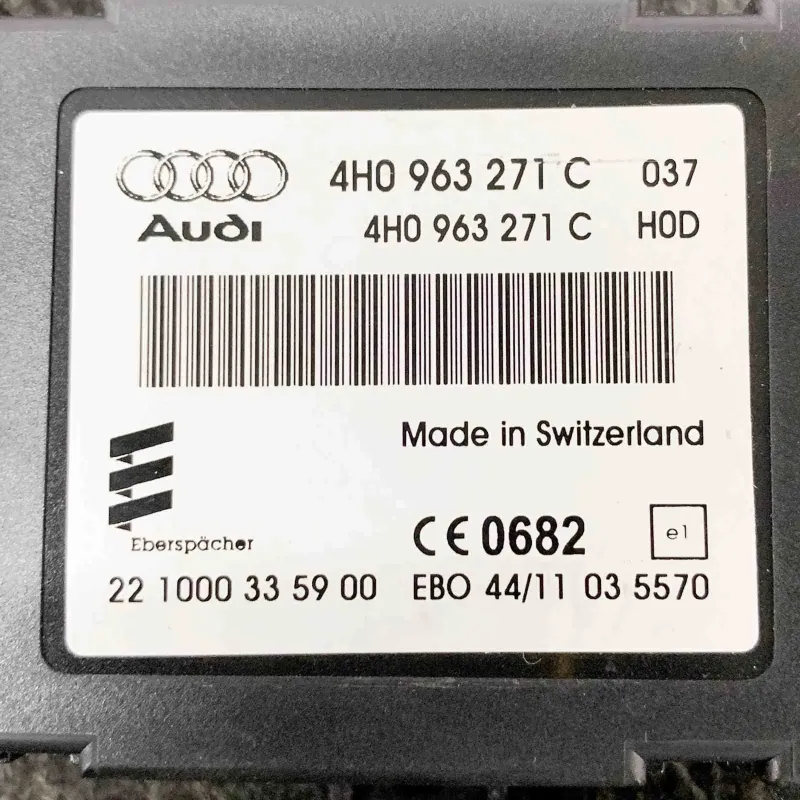 4H0 963 271 C 037
Audi 4H0 963 271 C H0D
Made in Switzerland
Eberspächer
CE 0682 e1
22 1000 33 59 00 EBO 44/11 03 5570